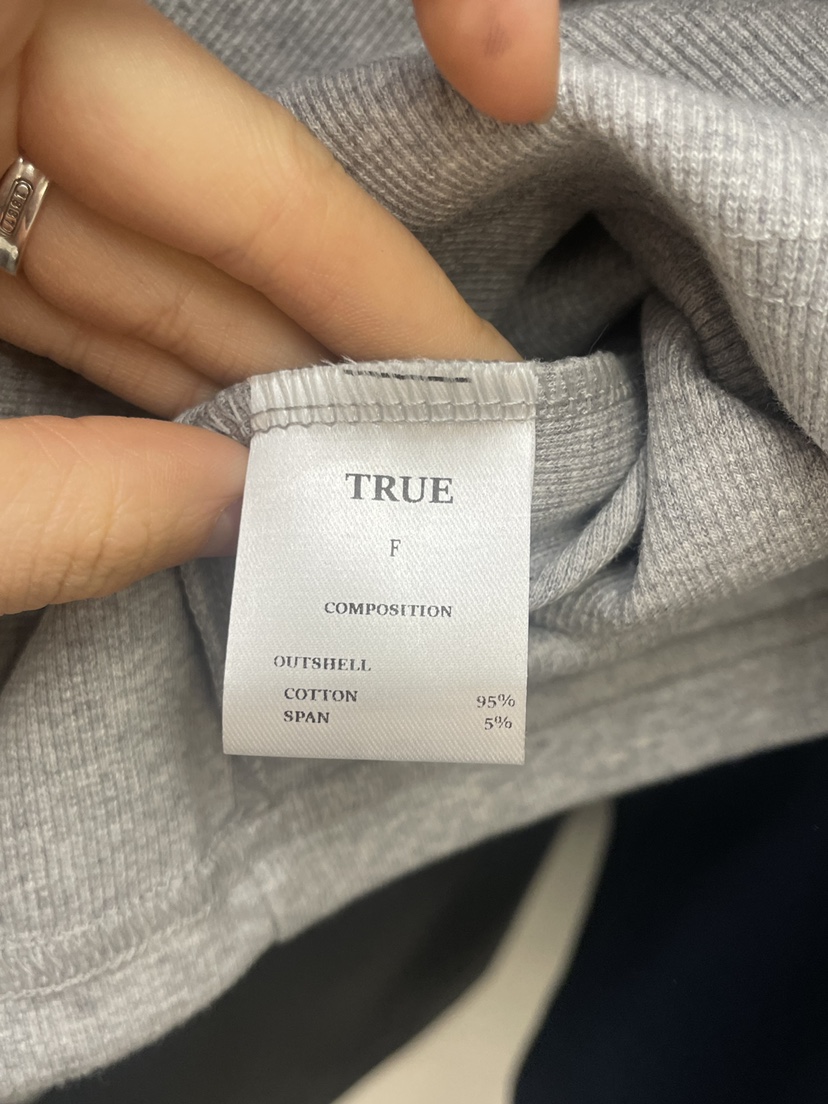 TRUE
F
COMPOSITION
OUTSHELL
COTTON 95%
SPAN 5%